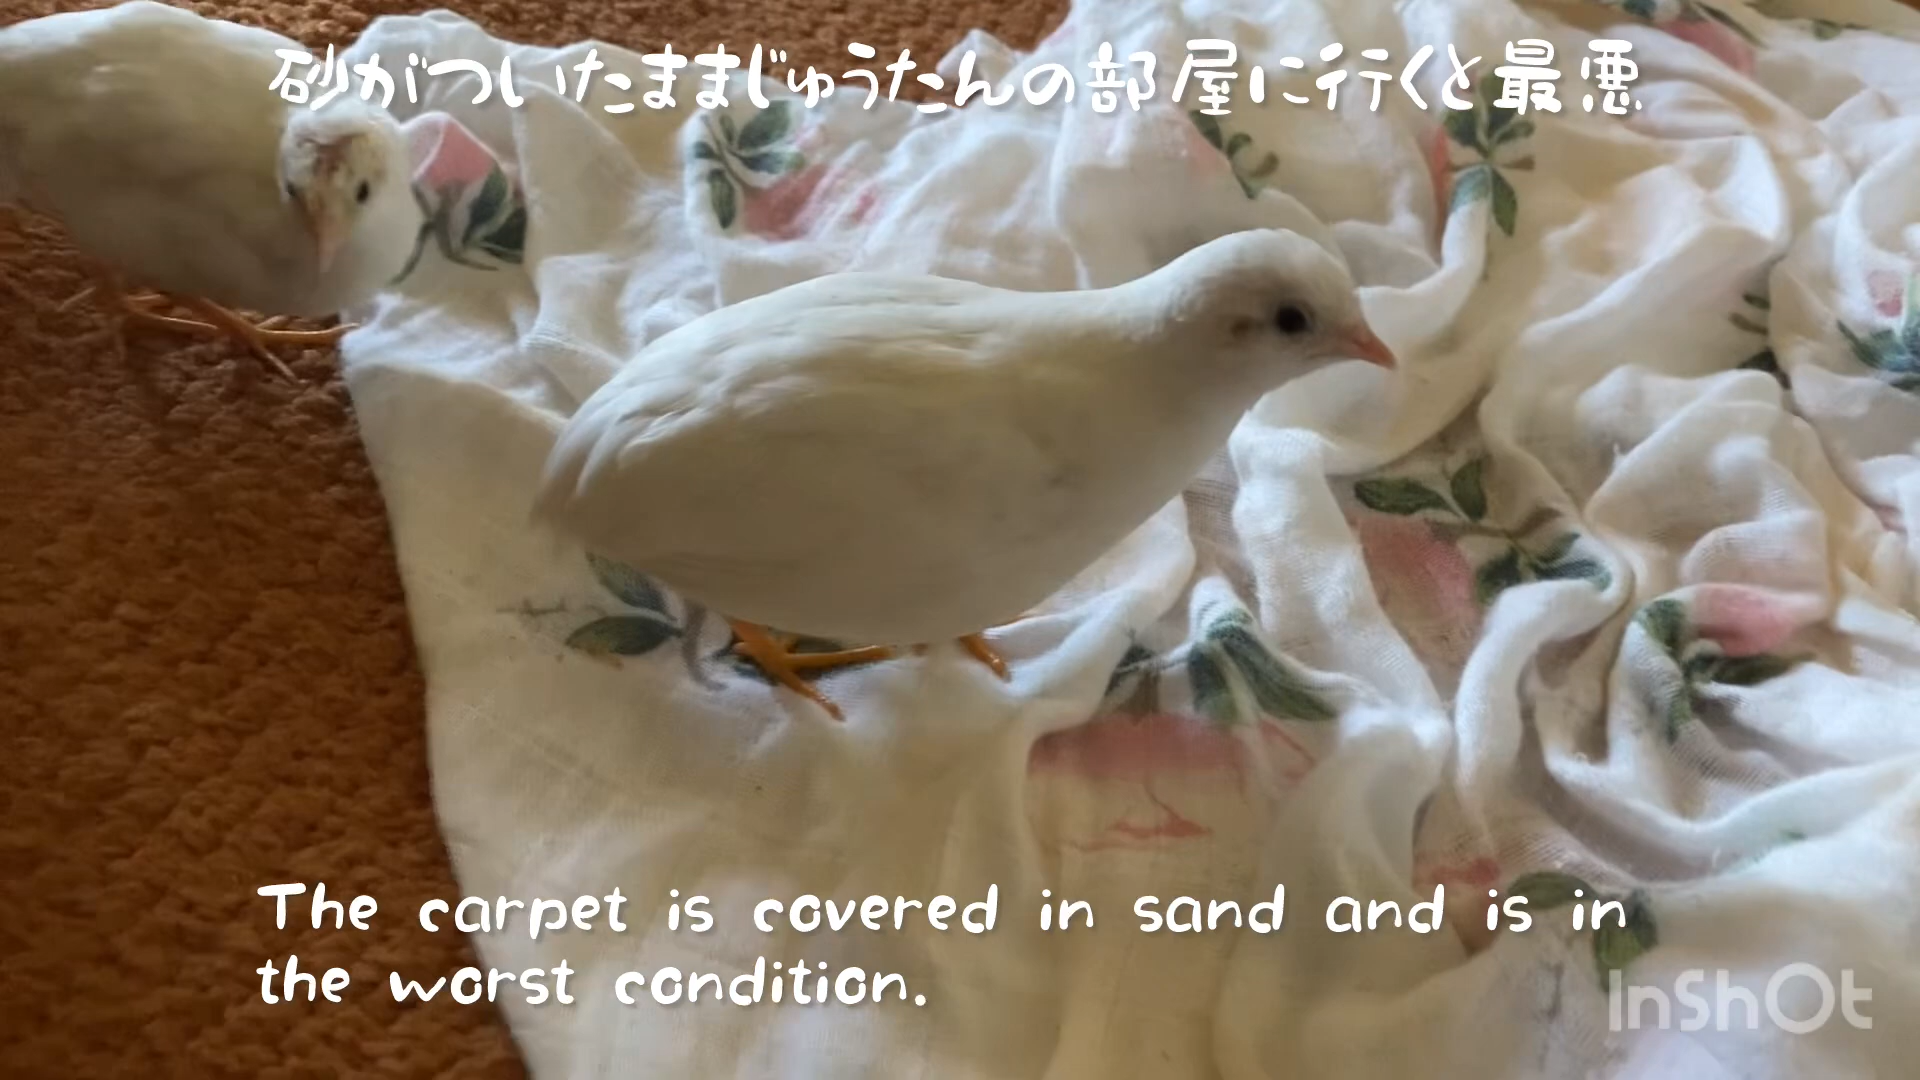 砂がついたままじゅうたんの部屋に行くと最悪
The carpet is covered in sand and is in
the worst condition.
InShOt